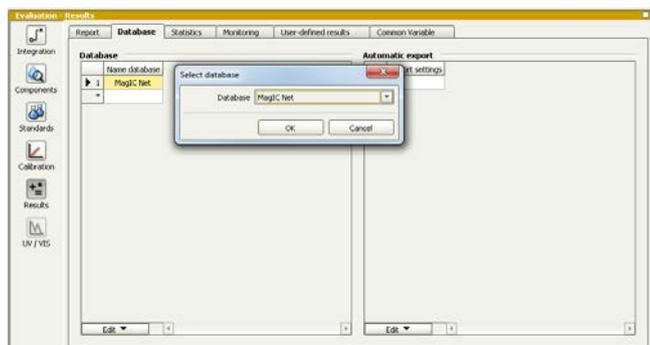 Evaluation - Results
Report Database Statistics Monitoring User-defined results Common Variable
Integration
Components
Standards
Calibration
Results
UV / VIS
Database
Name database
1 MagIC Net
*
Automatic export
rt settings
Select database
Database MagIC Net
OK Cancel
Edit
Edit